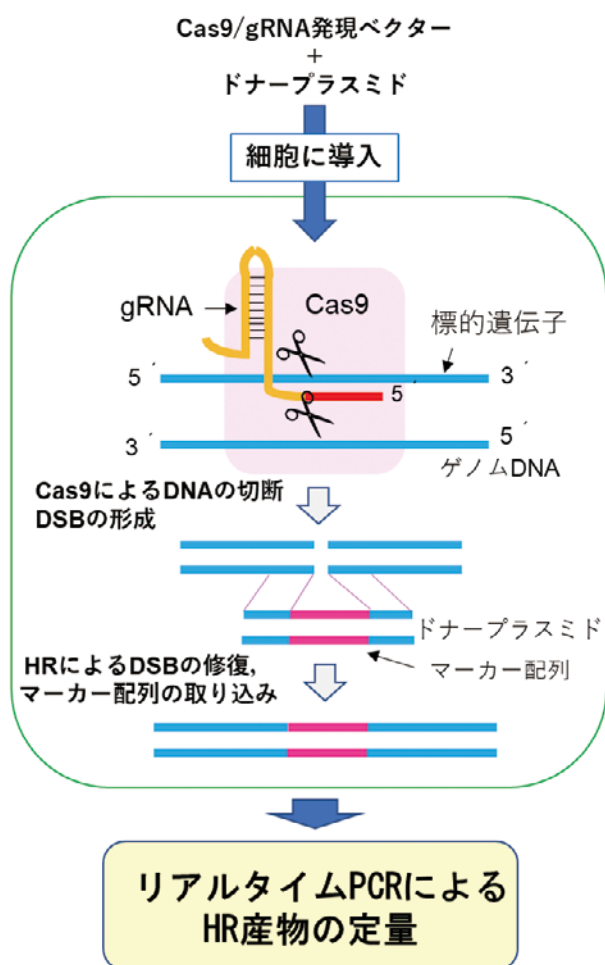 Cas9/gRNA発現ベクター
+
ドナープラスミド
細胞に導入
gRNA
Cas9
標的遺伝子
5´
3´
5´
3´
5´
ゲノムDNA
Cas9によるDNAの切断
DSBの形成
ドナープラスミド
マーカー配列
HRによるDSBの修復,
マーカー配列の取り込み
リアルタイムPCRによる
HR産物の定量